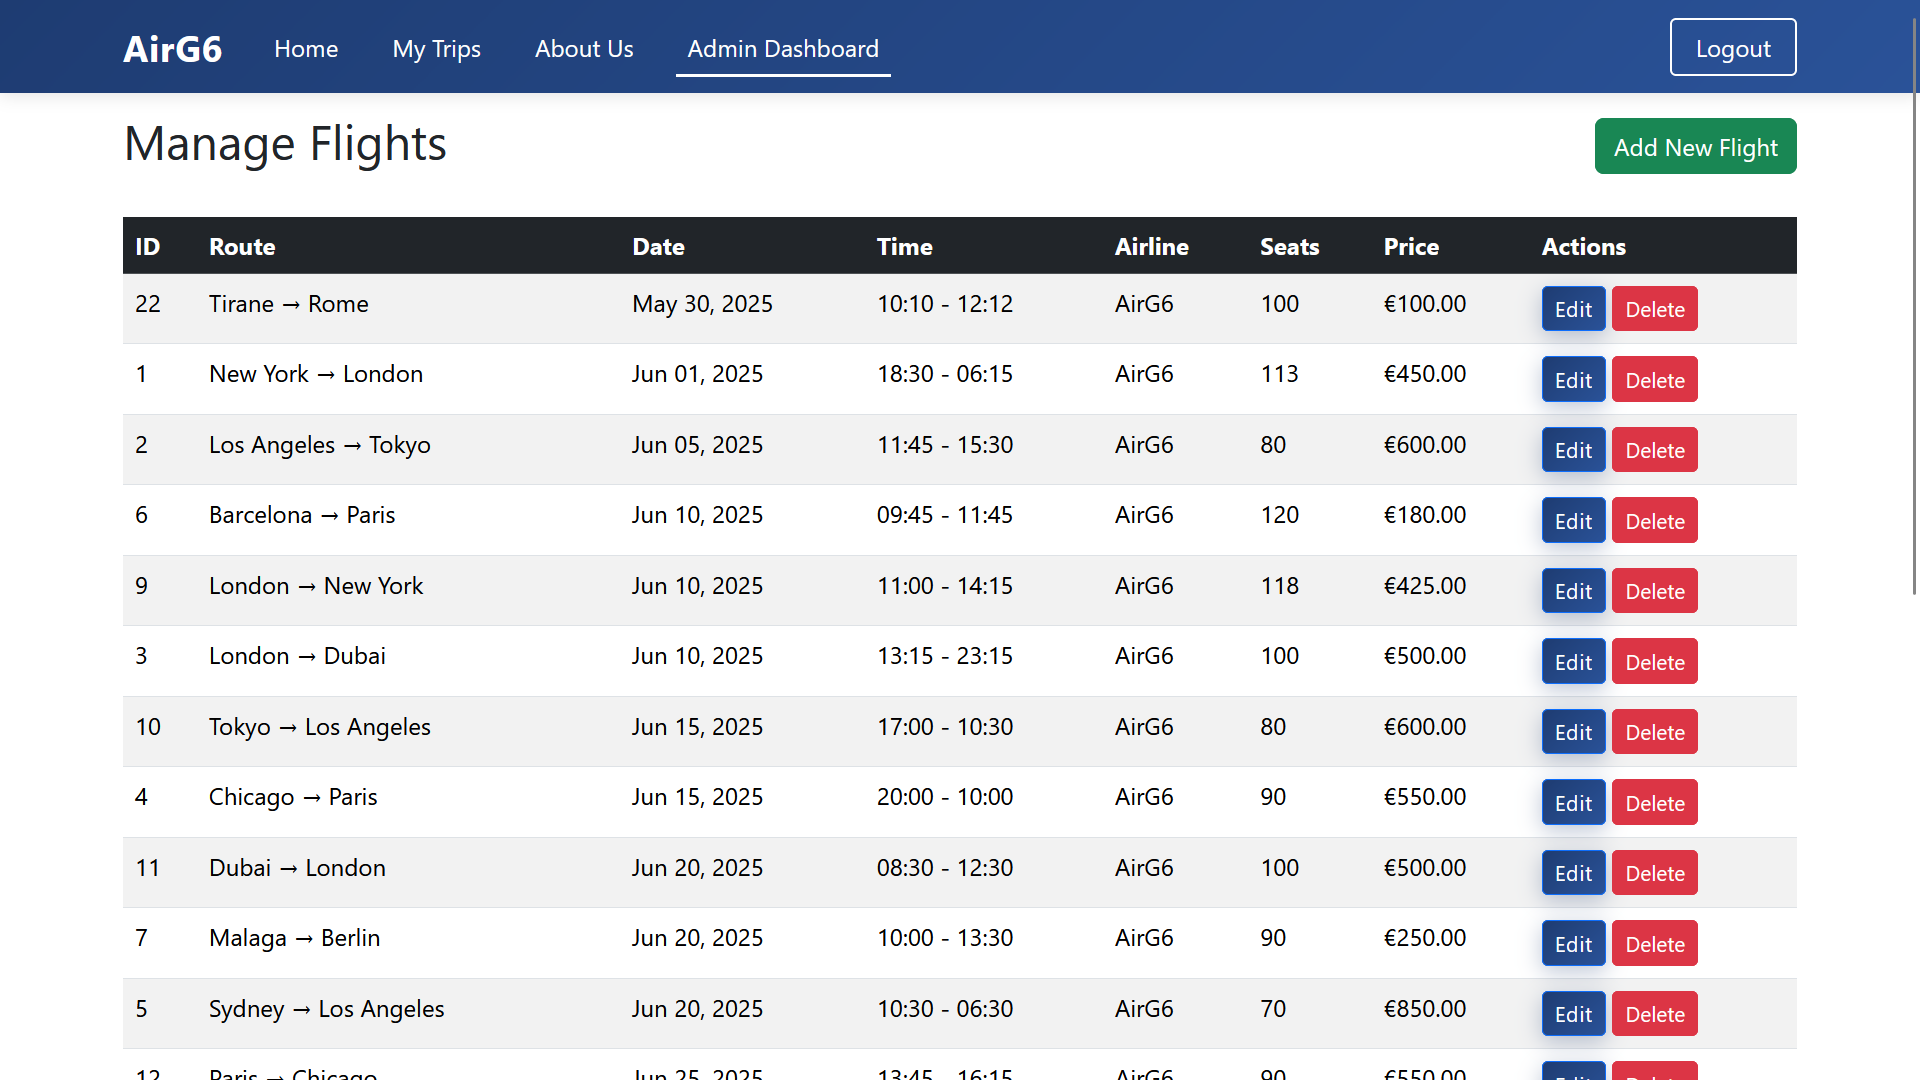 AirG6 Home My Trips About Us Admin Dashboard Logout
Manage Flights Add New Flight
ID Route Date Time Airline Seats Price Actions
22 Tirane → Rome May 30, 2025 10:10 - 12:12 AirG6 100 €100.00 Edit Delete
1 New York → London Jun 01, 2025 18:30 - 06:15 AirG6 113 €450.00 Edit Delete
2 Los Angeles → Tokyo Jun 05, 2025 11:45 - 15:30 AirG6 80 €600.00 Edit Delete
6 Barcelona → Paris Jun 10, 2025 09:45 - 11:45 AirG6 120 €180.00 Edit Delete
9 London → New York Jun 10, 2025 11:00 - 14:15 AirG6 118 €425.00 Edit Delete
3 London → Dubai Jun 10, 2025 13:15 - 23:15 AirG6 100 €500.00 Edit Delete
10 Tokyo → Los Angeles Jun 15, 2025 17:00 - 10:30 AirG6 80 €600.00 Edit Delete
4 Chicago → Paris Jun 15, 2025 20:00 - 10:00 AirG6 90 €550.00 Edit Delete
11 Dubai → London Jun 20, 2025 08:30 - 12:30 AirG6 100 €500.00 Edit Delete
7 Malaga → Berlin Jun 20, 2025 10:00 - 13:30 AirG6 90 €250.00 Edit Delete
5 Sydney → Los Angeles Jun 20, 2025 10:30 - 06:30 AirG6 70 €850.00 Edit Delete
12 Paris → Chicago Jun 25, 2025 13:45 - 16:15 AirG6 90 €550.00